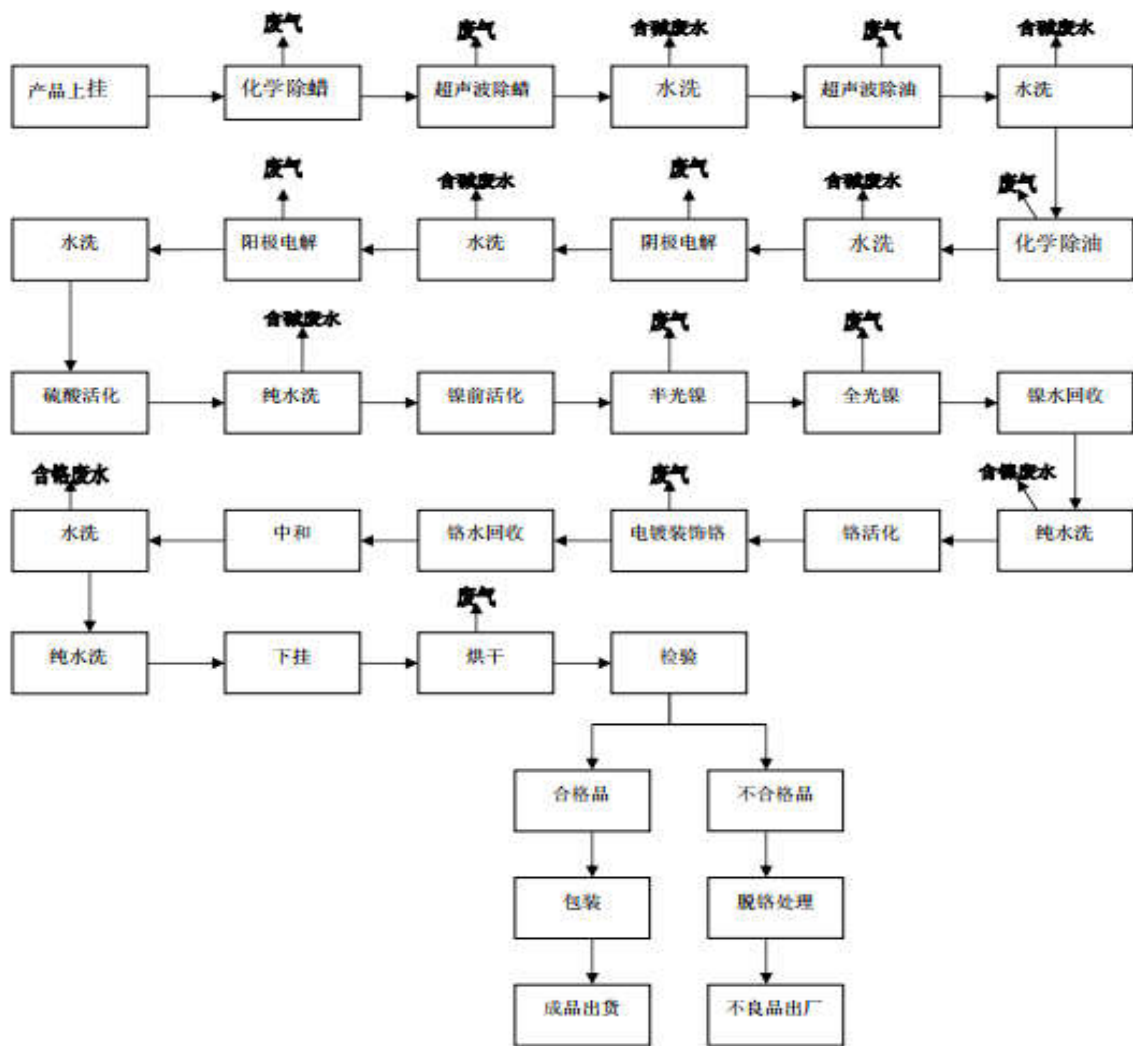 废气
废气
含碱废水
废气
含碱废水
产品上挂
化学除蜡
超声波除蜡
水洗
超声波除油
水洗
废气
含碱废水
废气
含碱废水
废气
水洗
阳极电解
水洗
阴极电解
水洗
化学除油
含碱废水
废气
废气
硫酸活化
纯水洗
镍前活化
半光镍
全光镍
镍水回收
含铬废水
废气
含镍废水
水洗
中和
铬水回收
电镀装饰铬
铬活化
纯水洗
废气
纯水洗
下挂
烘干
检验
合格品
不合格品
包装
脱铬处理
成品出货
不良品出厂